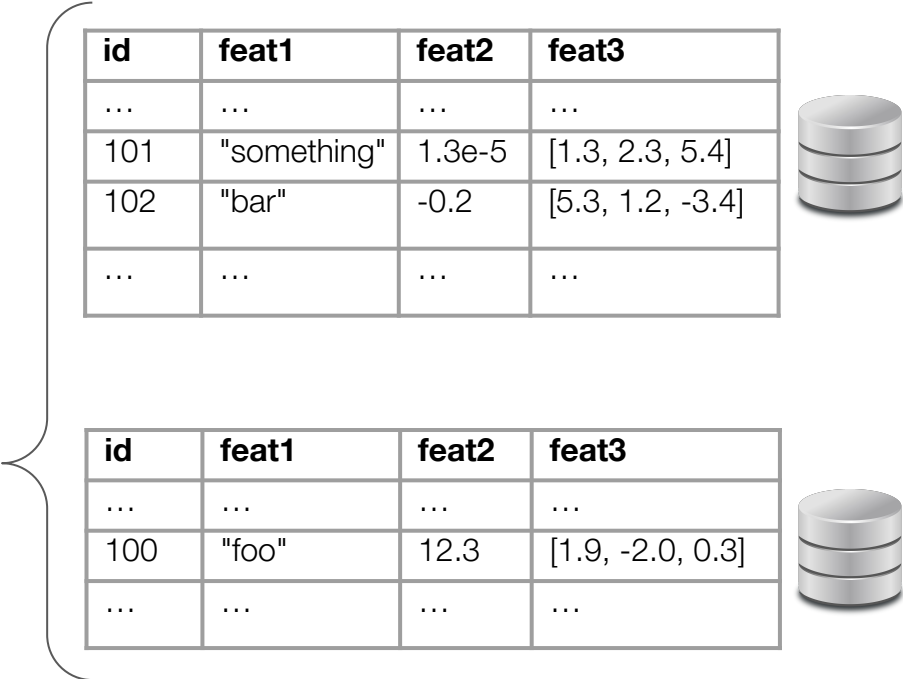 id feat1 feat2 feat3
… … … …
101 "something" 1.3e-5 [1.3, 2.3, 5.4]
102 "bar" -0.2 [5.3, 1.2, -3.4]
… … … …
id feat1 feat2 feat3
… … … …
100 "foo" 12.3 [1.9, -2.0, 0.3]
… … … …